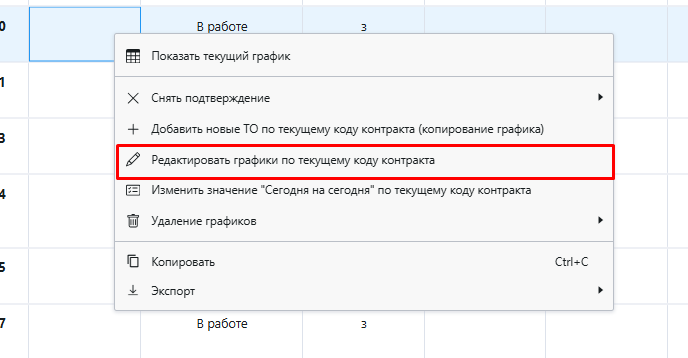 0 В работе 3
Показать текущий график
1
Снять подтверждение
Добавить новые ТО по текущему коду контракта (копирование графика)
3
Редактировать графики по текущему коду контракта
4
Изменить значение "Сегодня на сегодня" по текущему коду контракта
Удаление графиков
5
Копировать Ctrl+C
Экспорт
7 В работе 3